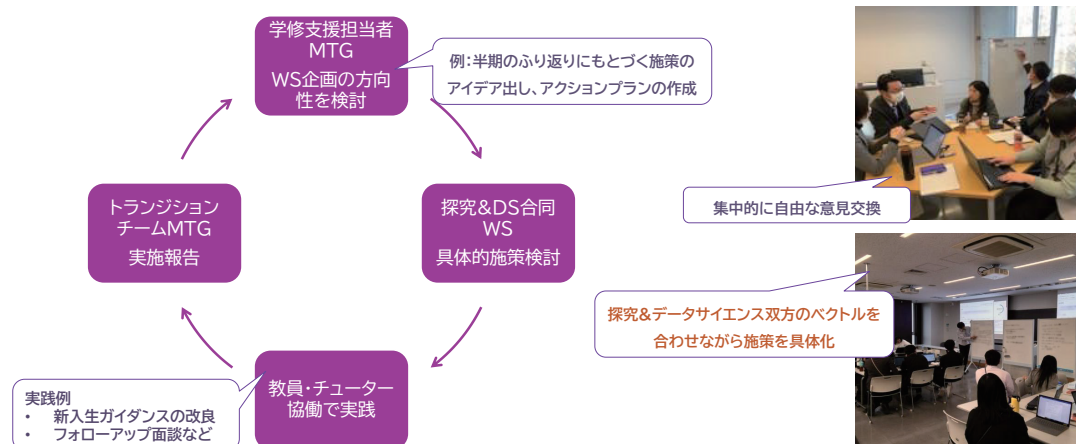 学修支援担当者
MTG
WS企画の方向
性を検討
例:半期のふり返りにもとづく施策の
アイデア出し、アクションプランの作成
トランジション
チームMTG
実施報告
探究&DS合同
WS
具体的施策検討
集中的に自由な意見交換
探究&データサイエンス双方のベクトルを
合わせながら施策を具体化
教員・チューター
協働で実践
実践例
• 新入生ガイダンスの改良
• フォローアップ面談など